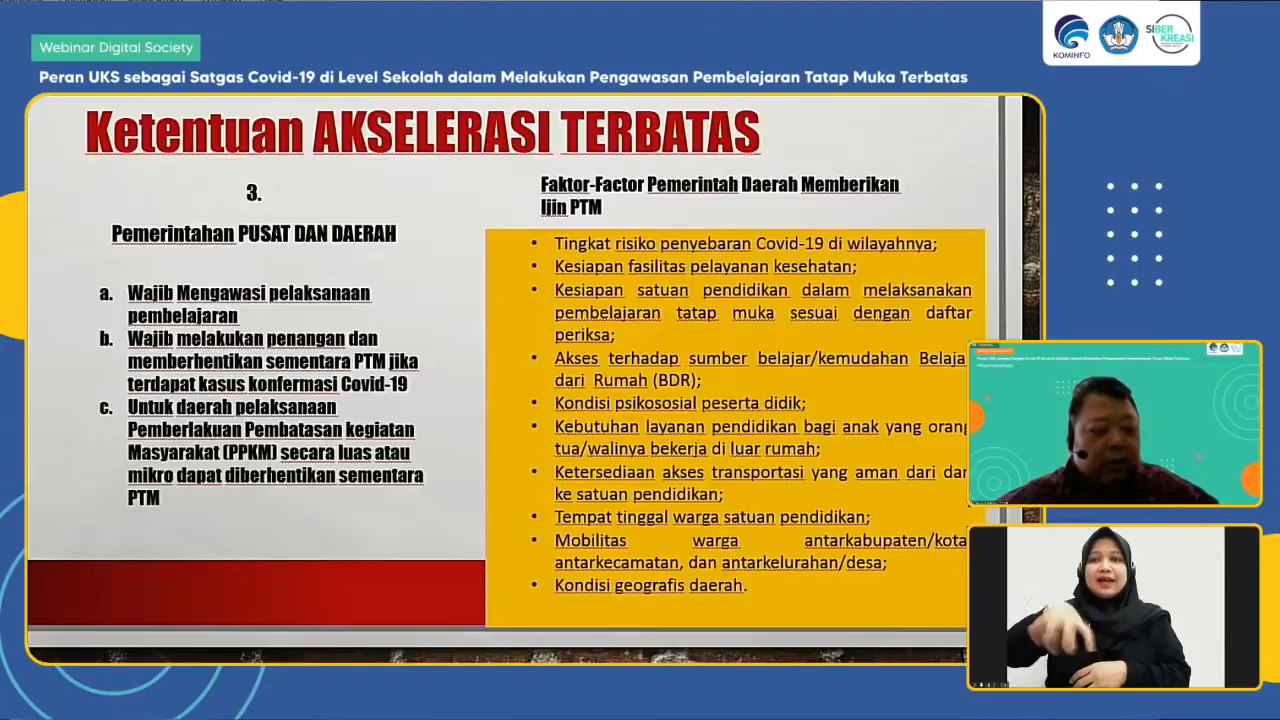 Webinar Digital Society
Peran UKS sebagai Satgas Covid-19 di Level Sekolah dalam Melakukan Pengawasan Pembelajaran Tatap Muka Terbatas
KOMINFO
SIBER
KREASI
Ketentuan AKSELERASI TERBATAS
3.
Pemerintahan PUSAT DAN DAERAH
a. Wajib Mengawasi pelaksanaan
pembelajaran
b. Wajib melakukan penangan dan
memberhentikan sementara PTM jika
terdapat kasus konfermasi Covid-19
c. Untuk daerah pelaksanaan
Pemberlakuan Pembatasan kegiatan
Masyarakat (PPKM) secara luas atau
mikro dapat diberhentikan sementara
PTM
Faktor-Factor Pemerintah Daerah Memberikan
Ijin PTM
• Tingkat risiko penyebaran Covid-19 di wilayahnya;
• Kesiapan fasilitas pelayanan kesehatan;
• Kesiapan satuan pendidikan dalam melaksanakan
pembelajaran tatap muka sesuai dengan daftar
periksa;
• Akses terhadap sumber belajar/kemudahan Belajar
dari Rumah (BDR);
• Kondisi psikososial peserta didik;
• Kebutuhan layanan pendidikan bagi anak yang orang
tua/walinya bekerja di luar rumah;
• Ketersediaan akses transportasi yang aman dari dan
ke satuan pendidikan;
• Tempat tinggal warga satuan pendidikan;
• Mobilitas warga antarkabupaten/kota,
antarkecamatan, dan antarkelurahan/desa;
• Kondisi geografis daerah.